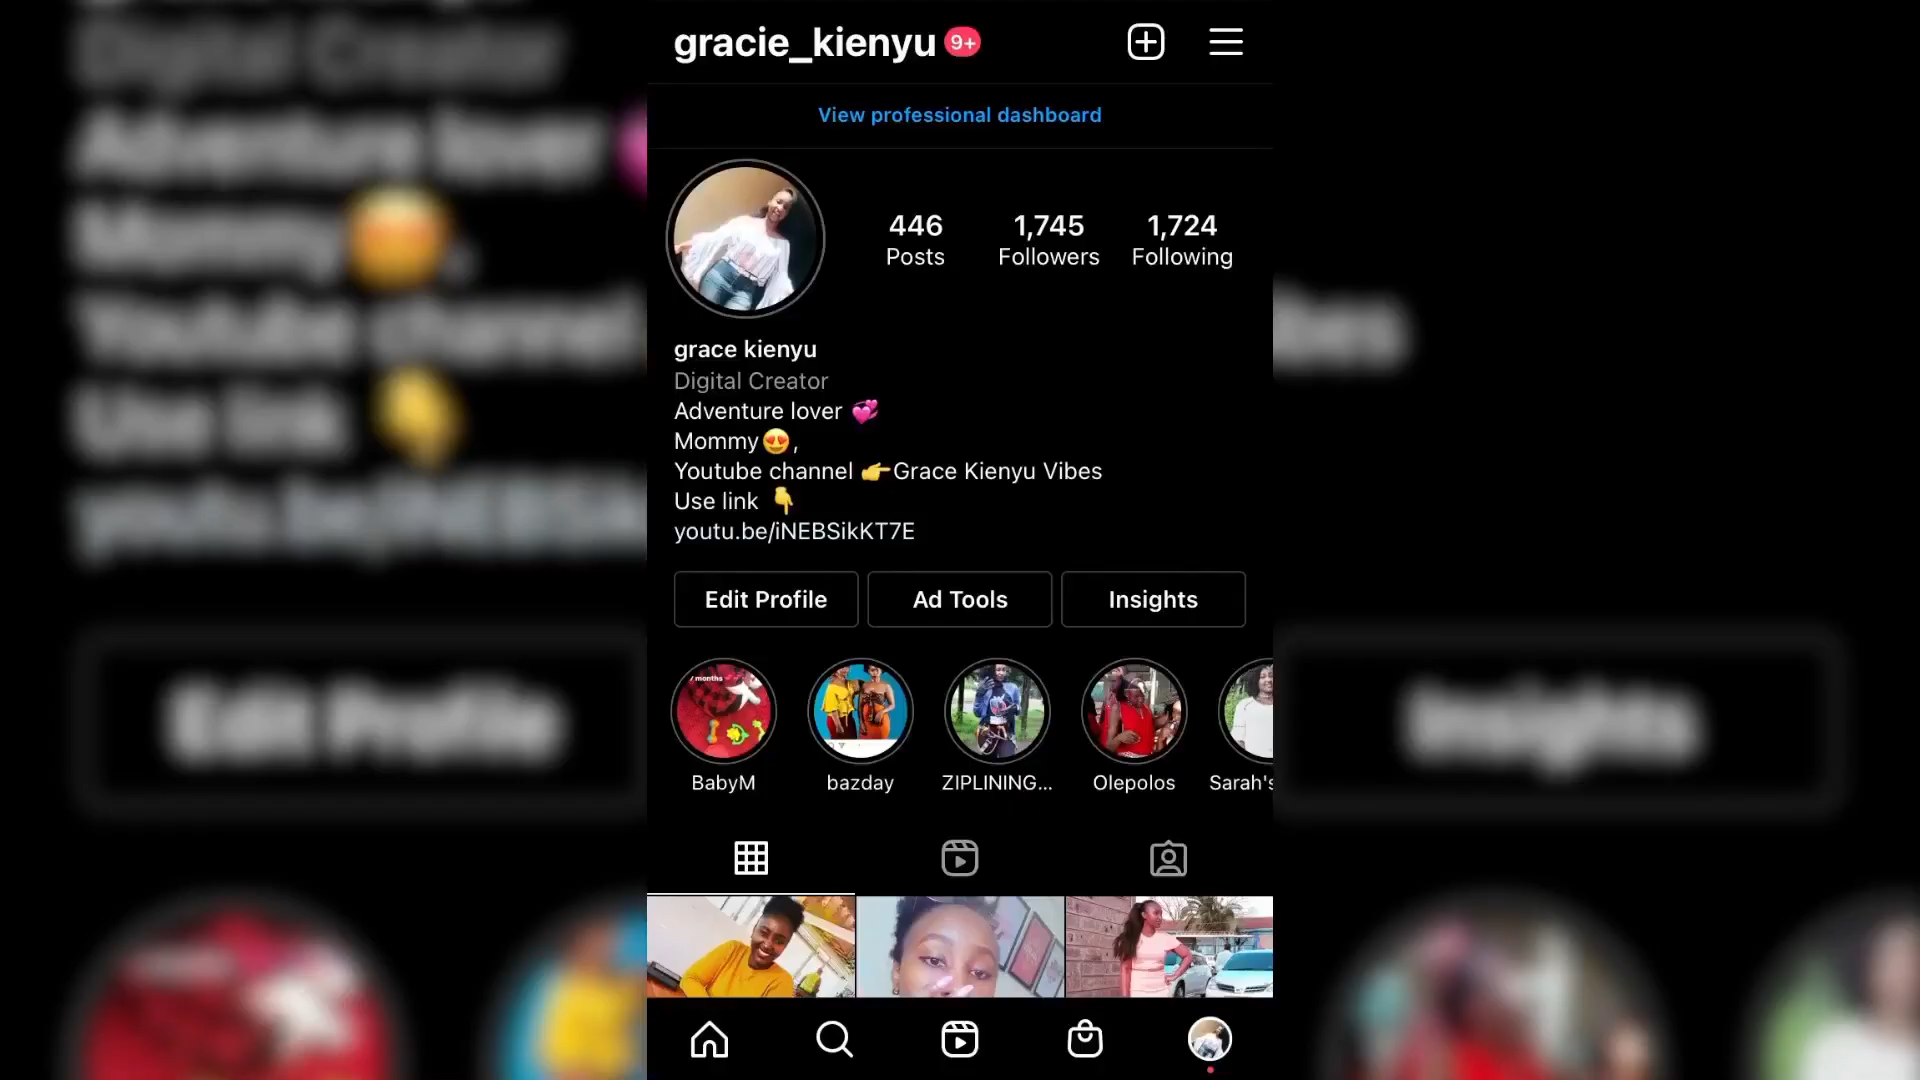 gracie_kienyu 9+
View professional dashboard
446 1,745 1,724
Posts Followers Following
grace kienyu
Digital Creator
Adventure lover 💞
Mommy😍,
Youtube channel 👉Grace Kienyu Vibes
Use link 👇
youtu.be/iNEBSikKT7E
Edit Profile Ad Tools Insights
months
BabyM bazday ZIPLINING... Olepolos Sarah's